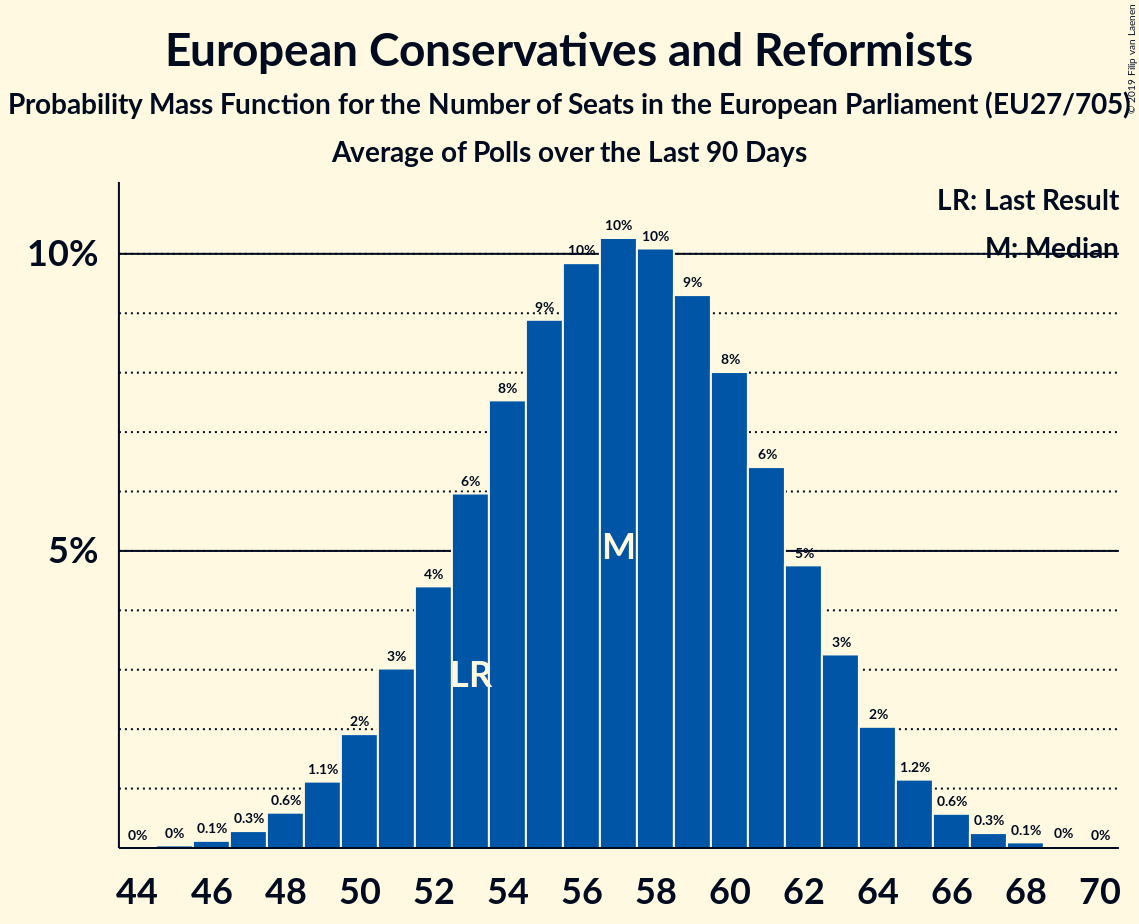 European Conservatives and Reformists
Probability Mass Function for the Number of Seats in the European Parliament (EU27/705)
Average of Polls over the Last 90 Days
© 2019 Filip van Laenen
LR: Last Result
M: Median
10%
5%
0% 0% 0.1% 0.3% 0.6% 1.1% 2% 3% 4% 6% 8% 9% 10% 10% 10% 9% 8% 6% 5% 3% 2% 1.2% 0.6% 0.3% 0.1% 0% 0%
M
LR
44 46 48 50 52 54 56 58 60 62 64 66 68 70